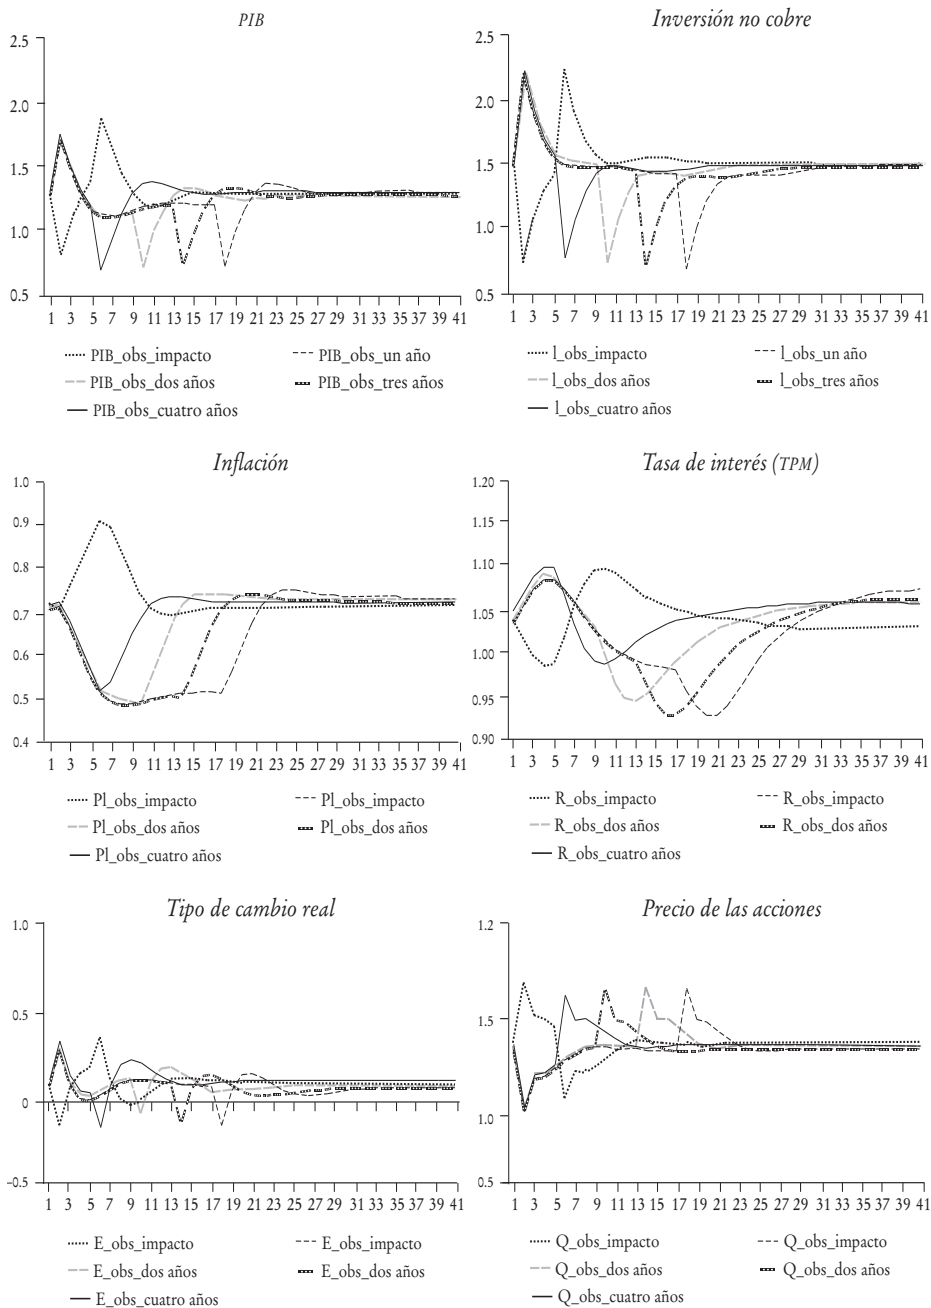 PIB
2.5
2.0
1.5
1.0
0.5
1 3 5 7 9 11 13 15 17 19 21 23 25 27 29 31 33 35 37 39 41
PIB_obs_impacto PIB_obs_un año
PIB_obs_dos años PIB_obs_tres años
PIB_obs_cuatro años
Inversión no cobre
2.5
2.0
1.5
1.0
0.5
1 3 5 7 9 11 13 15 17 19 21 23 25 27 29 31 33 35 37 39 41
l_obs_impacto l_obs_un año
l_obs_dos años l_obs_tres años
l_obs_cuatro años
Inflación
1.0
0.9
0.8
0.7
0.6
0.5
0.4
1 3 5 7 9 11 13 15 17 19 21 23 25 27 29 31 33 35 37 39 41
Pl_obs_impacto Pl_obs_impacto
Pl_obs_dos años Pl_obs_dos años
Pl_obs_cuatro años
Tasa de interés (TPM)
1.20
1.15
1.10
1.05
1.00
0.95
0.90
1 3 5 7 9 11 13 15 17 19 21 23 25 27 29 31 33 35 37 39 41
R_obs_impacto R_obs_impacto
R_obs_dos años R_obs_dos años
R_obs_cuatro años
Tipo de cambio real
1.0
0.5
0
–0.5
1 3 5 7 9 11 13 15 17 19 21 23 25 27 29 31 33 35 37 39 41
E_obs_impacto E_obs_impacto
E_obs_dos años E_obs_dos años
E_obs_cuatro años
Precio de las acciones
1.2
1.5
1.0
0.5
1 3 5 7 9 11 13 15 17 19 21 23 25 27 29 31 33 35 37 39 41
Q_obs_impacto Q_obs_impacto
Q_obs_dos años Q_obs_dos años
Q_obs_cuatro años